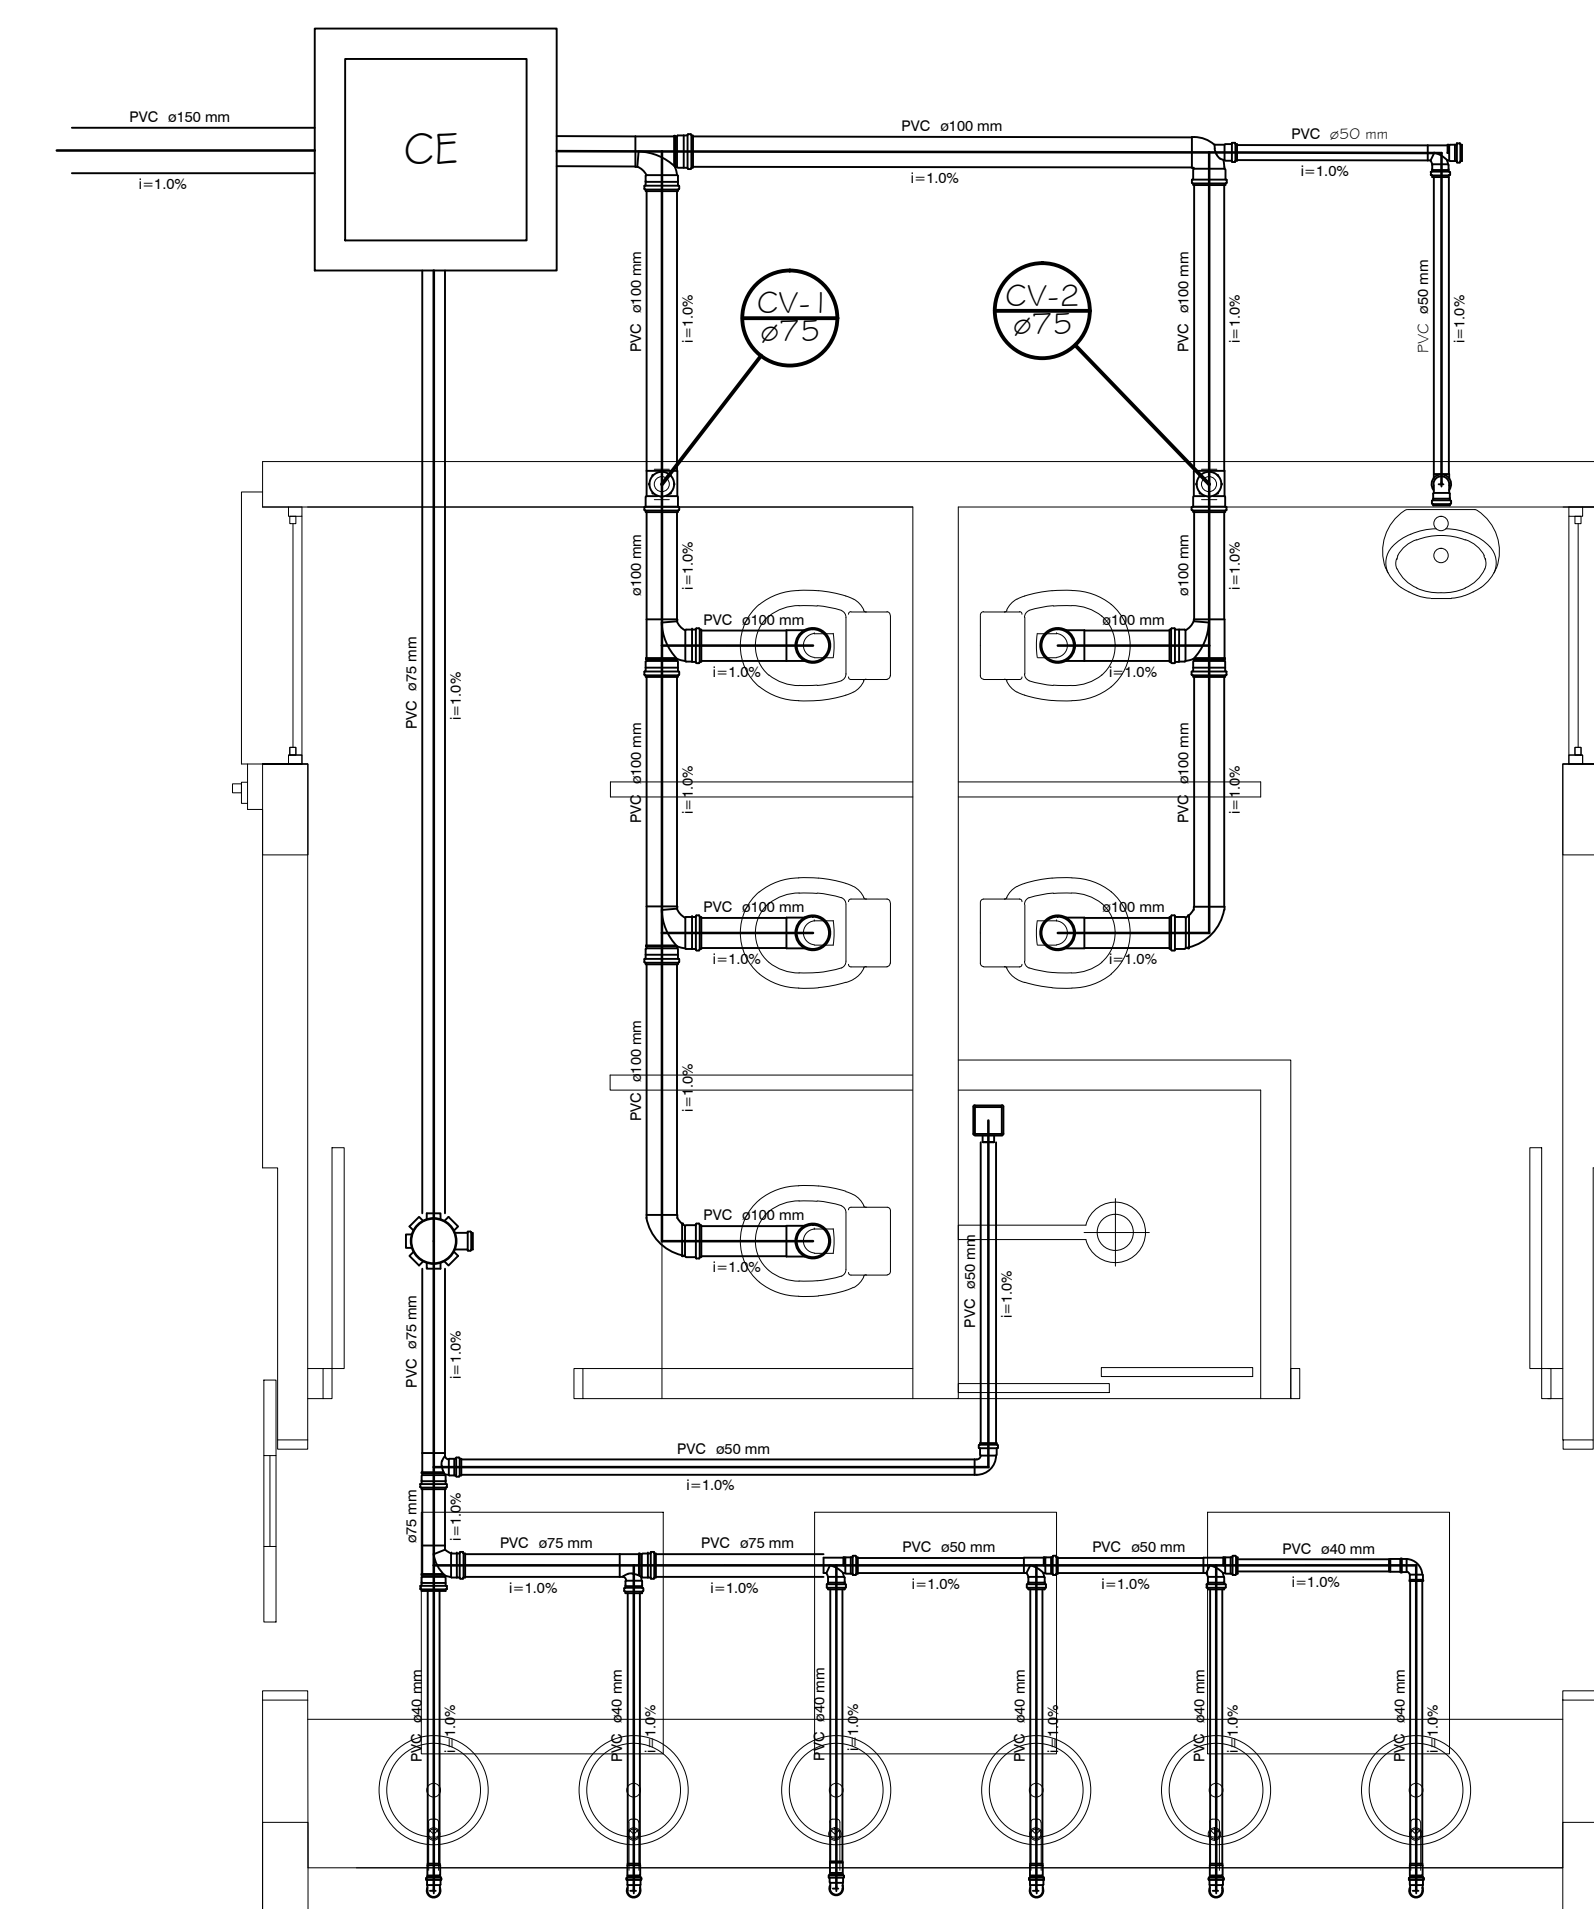 PVC ø150 mm
i=1.0%
CE
PVC ø100 mm
i=1.0%
PVC ø50 mm
i=1.0%
PVC ø100 mm
i=1.0%
CV-1
ø75
CV-2
ø75
PVC ø100 mm
i=1.0%
PVC ø50 mm
i=1.0%
ø100 mm
i=1.0%
ø100 mm
i=1.0%
PVC ø100 mm
i=1.0%
ø100 mm
i=1.0%
PVC ø75 mm
i=1.0%
PVC ø100 mm
i=1.0%
PVC ø100 mm
i=1.0%
PVC ø100 mm
i=1.0%
ø100 mm
i=1.0%
PVC ø100 mm
i=1.0%
PVC ø100 mm
i=1.0%
PVC ø50 mm
i=1.0%
PVC ø75 mm
i=1.0%
PVC ø50 mm
i=1.0%
ø75 mm
i=1.0%
PVC ø75 mm
i=1.0%
PVC ø75 mm
i=1.0%
PVC ø50 mm
i=1.0%
PVC ø50 mm
i=1.0%
PVC ø40 mm
i=1.0%
PVC ø40 mm
i=1.0%
PVC ø40 mm
i=1.0%
PVC ø40 mm
i=1.0%
PVC ø40 mm
i=1.0%
PVC ø40 mm
i=1.0%
PVC ø40 mm
i=1.0%